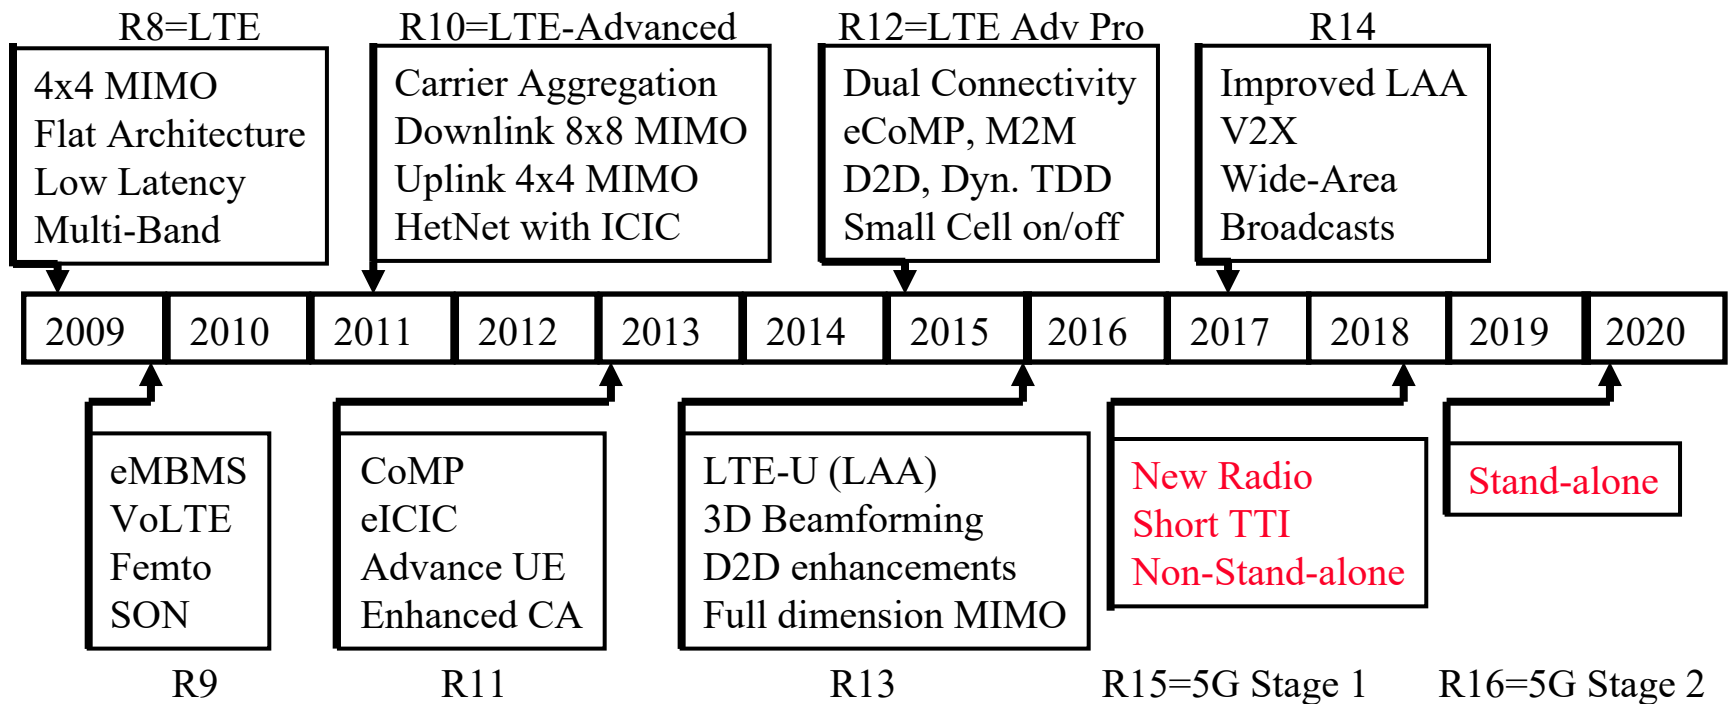 R8=LTE
4x4 MIMO
Flat Architecture
Low Latency
Multi-Band
R10=LTE-Advanced
Carrier Aggregation
Downlink 8x8 MIMO
Uplink 4x4 MIMO
HetNet with ICIC
R12=LTE Adv Pro
Dual Connectivity
eCoMP, M2M
D2D, Dyn. TDD
Small Cell on/off
R14
Improved LAA
V2X
Wide-Area
Broadcasts
2009 2010 2011 2012 2013 2014 2015 2016 2017 2018 2019 2020
eMBMS
VoLTE
Femto
SON
R9
CoMP
eICIC
Advance UE
Enhanced CA
R11
LTE-U (LAA)
3D Beamforming
D2D enhancements
Full dimension MIMO
R13
New Radio
Short TTI
Non-Stand-alone
R15=5G Stage 1
Stand-alone
R16=5G Stage 2